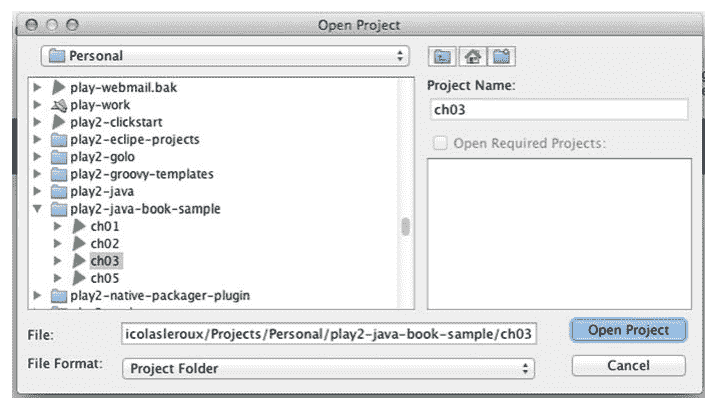 Open Project
Personal
play-webmail.bak
play-work
play2-clickstart
play2-eclipe-projects
play2-golo
play2-groovy-templates
play2-java
play2-java-book-sample
ch01
ch02
ch03
ch05
play2-native-packager-plugin
Project Name:
ch03
Open Required Projects:
File: icolasleroux/Projects/Personal/play2-java-book-sample/ch03
Open Project
File Format: Project Folder
Cancel